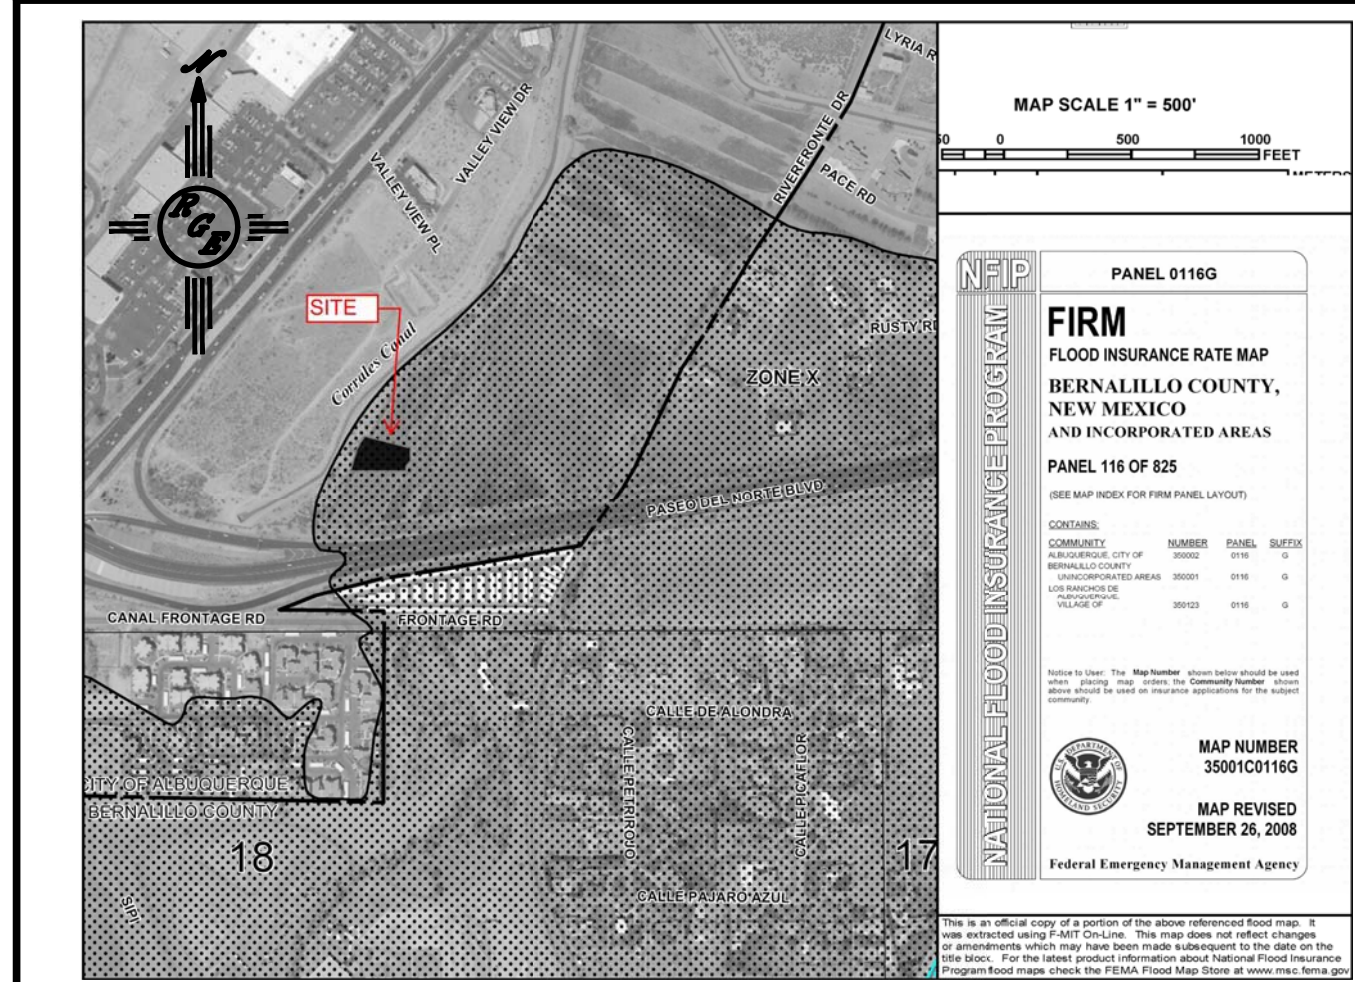 N
RGE
SITE
VALLEY VIEW DR
VALLEY VIEW PL
Corrales Canal
LYRIA R
RIVERFRONTE DR
PACE RD
RUSTY RD
ZONE X
PASEO DEL NORTE BLVD
CANAL FRONTAGE RD
FRONTAGE RD
CALLE DE ALONDRA
CALLE PETIRROJO
CALLE PICAFLOR
CITY OF ALBUQUERQUE
BERNALILLO COUNTY
18
17
CALLE PAJARO AZUL
SIPI
MAP SCALE 1" = 500'
50 0 500 1000
FEET
METERS
NFIP
NATIONAL FLOOD INSURANCE PROGRAM
PANEL 0116G
FIRM
FLOOD INSURANCE RATE MAP
BERNALILLO COUNTY,
NEW MEXICO
AND INCORPORATED AREAS
PANEL 116 OF 825
(SEE MAP INDEX FOR FIRM PANEL LAYOUT)
CONTAINS:
COMMUNITY NUMBER PANEL SUFFIX
ALBUQUERQUE, CITY OF 350002 0116 G
BERNALILLO COUNTY
UNINCORPORATED AREAS 350001 0116 G
LOS RANCHOS DE
ALBUQUERQUE,
VILLAGE OF 350123 0116 G
Notice to User: The Map Number shown below should be used
when placing map orders; the Community Number shown
above should be used on insurance applications for the subject
community.
U.S. DEPARTMENT OF
HOMELAND SECURITY
MAP NUMBER
35001C0116G
MAP REVISED
SEPTEMBER 26, 2008
Federal Emergency Management Agency
This is an official copy of a portion of the above referenced flood map. It
was extracted using F-MIT On-Line. This map does not reflect changes
or amendments which may have been made subsequent to the date on the
title block. For the latest product information about National Flood Insurance
Program flood maps check the FEMA Flood Map Store at www.msc.fema.gov